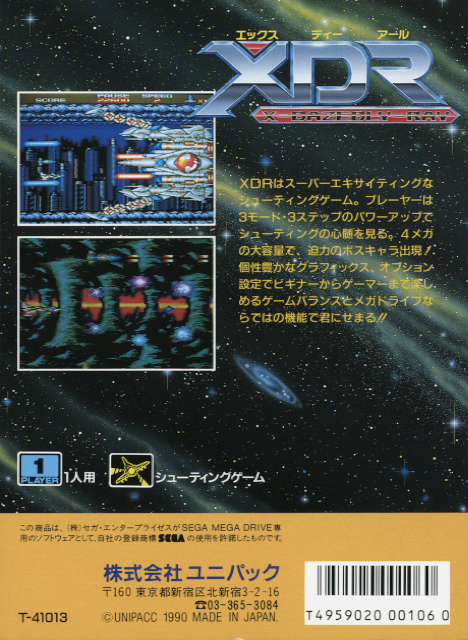 エックス ディー アール
XDR
X-DAZEDLY-RAY
SCORE PAUSE SPEED
22600 2
XDRはスーパーエキサイティングな
シューティングゲーム。プレーヤーは
3モード・3ステップのパワーアップで
シューティングの心髄を見る。4メガ
の大容量で、迫力のボスキャラ出現!
個性豊かなグラフィックス、オプション
設定でビギナーからゲーマーまで楽し
めるゲームバランスとメガドライブな
らではの機能で君にせまる!!
1
PLAYER
1人用
シューティングゲーム
この商品は、(株)セガ・エンタープライゼスがSEGA MEGA DRIVE専
用のソフトウェアとして、自社の登録商標SEGAの使用を許諾したものです。
株式会社ユニパック
〒160 東京都新宿区北新宿3-2-16
☎03-365-3084
©UNIPACC 1990 MADE IN JAPAN.
T-41013
T4959020 00106 0